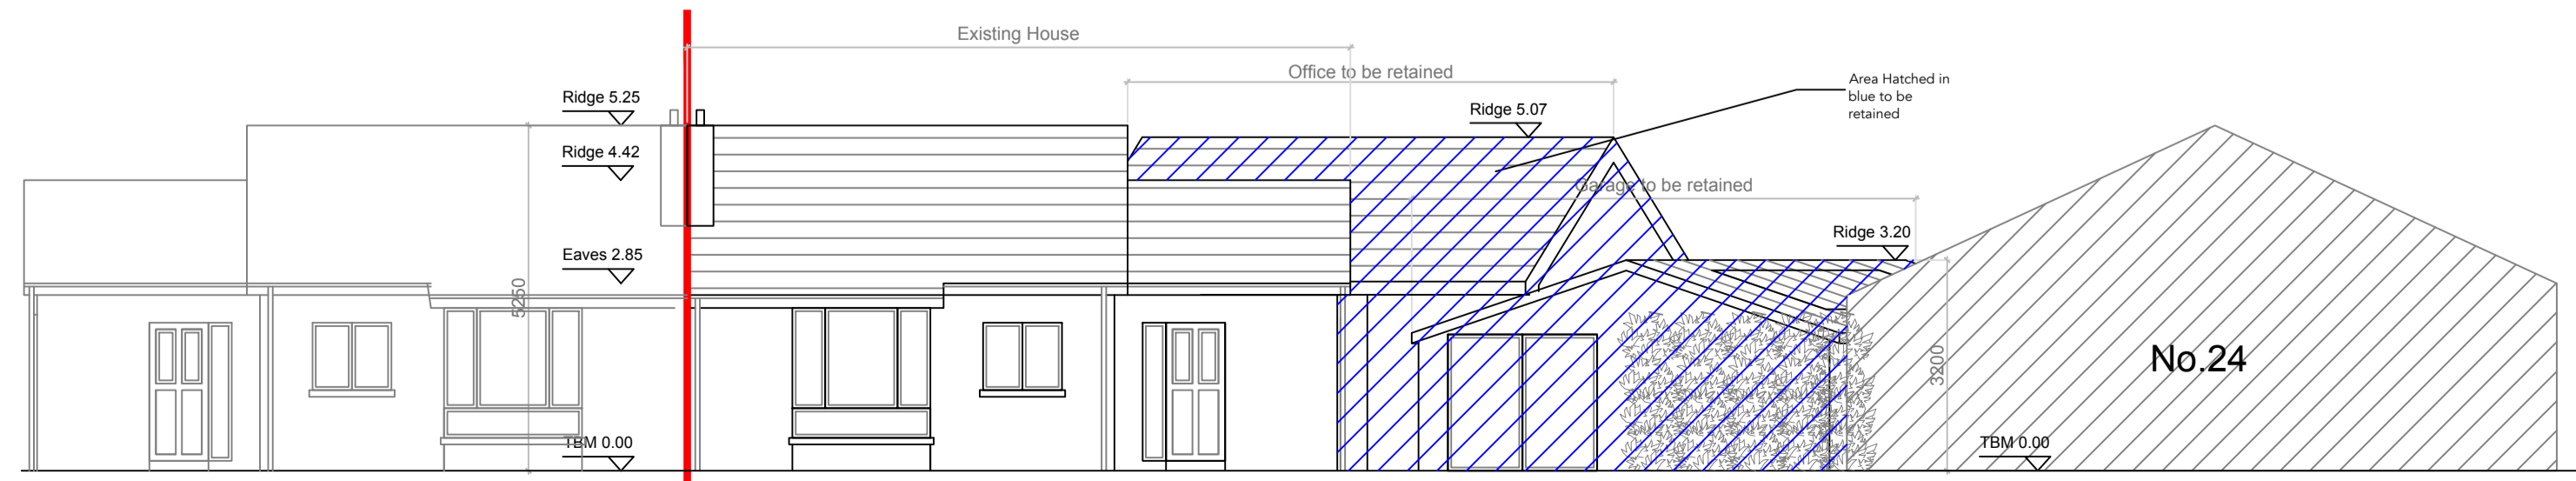 Existing House
Office to be retained
Area Hatched in
blue to be
retained
Ridge 5.25
Ridge 5.07
Ridge 4.42
Garage to be retained
Ridge 3.20
Eaves 2.85
5250
3200
No.24
TBM 0.00
TBM 0.00